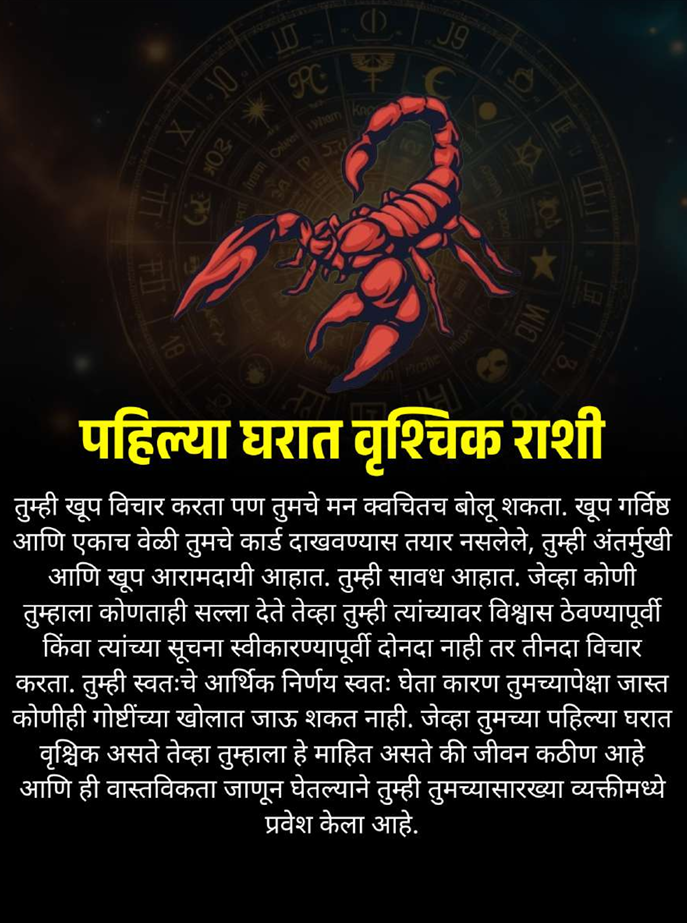 पहिल्या घरात वृश्चिक राशी
तुम्ही खूप विचार करता पण तुमचे मन क्वचितच बोलू शकता. खूप गर्विष्ठ
आणि एकाच वेळी तुमचे कार्ड दाखवण्यास तयार नसलेले, तुम्ही अंतर्मुखी
आणि खूप आरामदायी आहात. तुम्ही सावध आहात. जेव्हा कोणी
तुम्हाला कोणताही सल्ला देते तेव्हा तुम्ही त्यांच्यावर विश्वास ठेवण्यापूर्वी
किंवा त्यांच्या सूचना स्वीकारण्यापूर्वी दोनदा नाही तर तीनदा विचार
करता. तुम्ही स्वतःचे आर्थिक निर्णय स्वतः घेता कारण तुमच्यापेक्षा जास्त
कोणीही गोष्टींच्या खोलात जाऊ शकत नाही. जेव्हा तुमच्या पहिल्या घरात
वृश्चिक असते तेव्हा तुम्हाला हे माहित असते की जीवन कठीण आहे
आणि ही वास्तविकता जाणून घेतल्याने तुम्ही तुमच्यासारख्या व्यक्तीमध्ये
प्रवेश केला आहे.